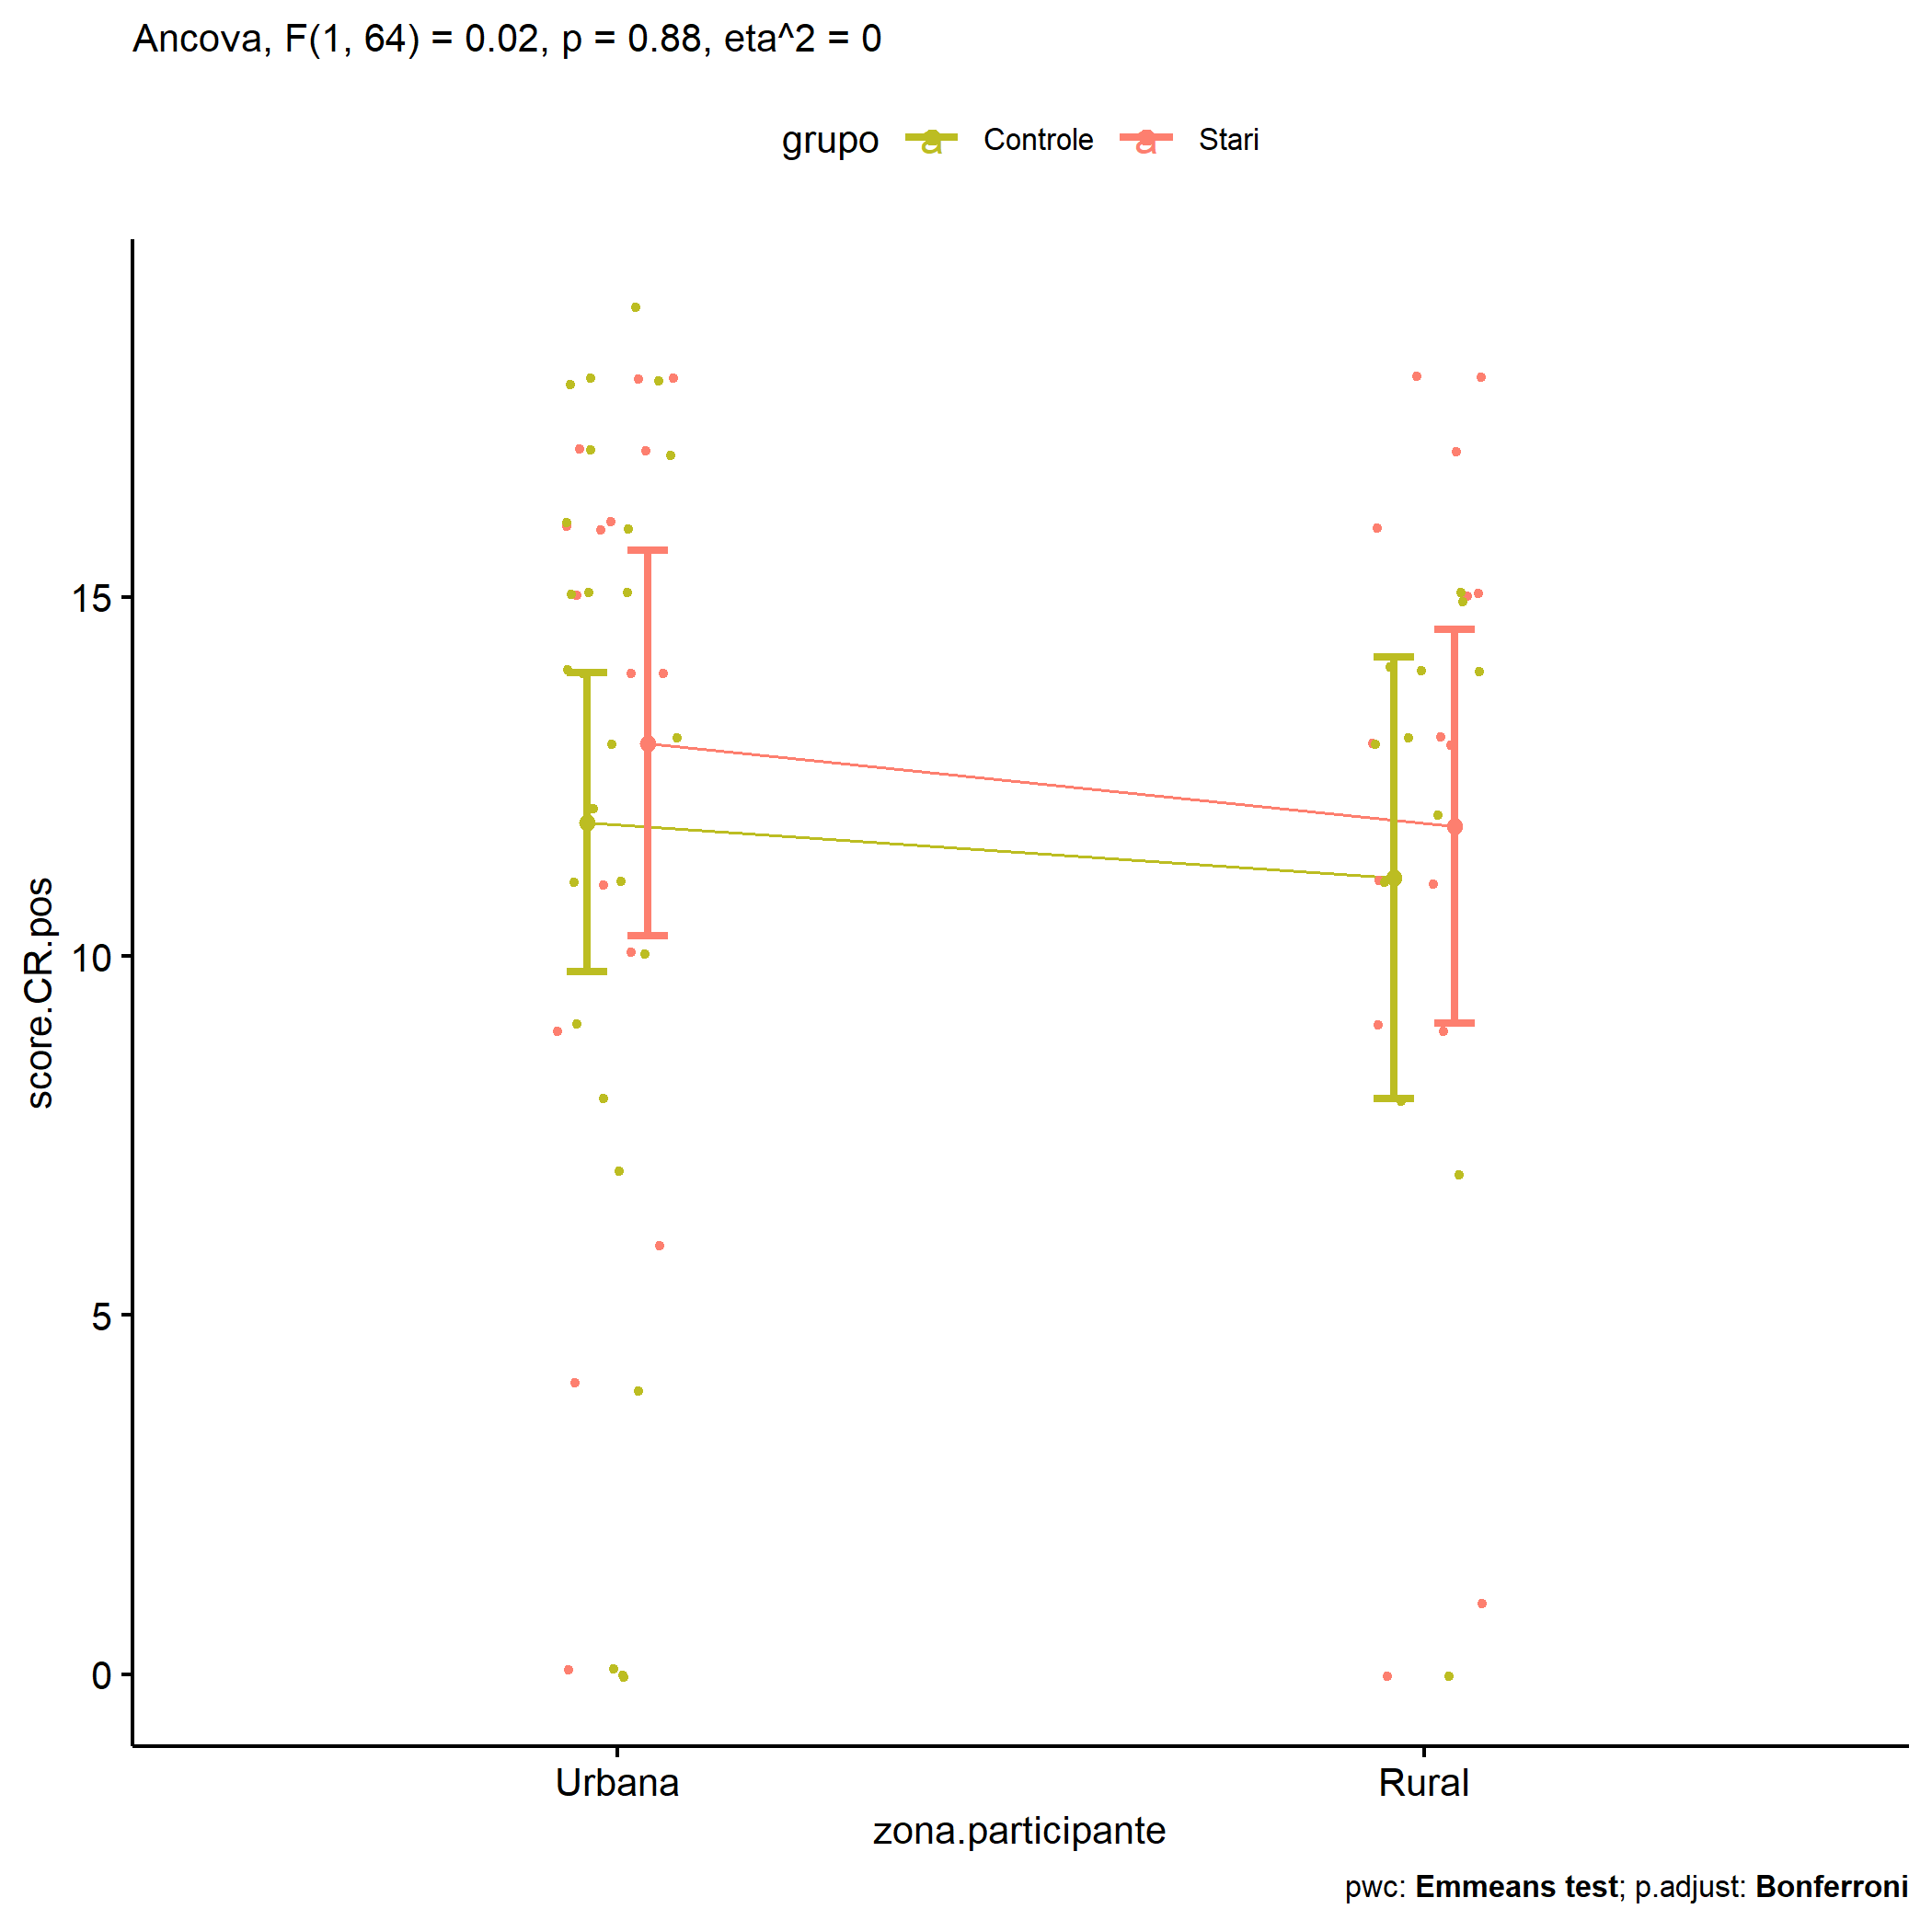 Ancova, F(1, 64) = 0.02, p = 0.88, eta^2 = 0
grupo a Controle a Stari
score.CR.pos
15
10
5
0
Urbana Rural
zona.participante
pwc: Emmeans test; p.adjust: Bonferroni